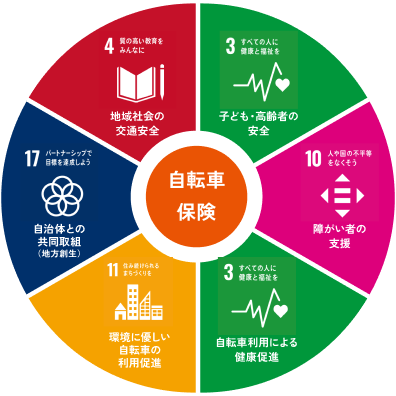 4 質の高い教育を
みんなに
地域社会の
交通安全
3 すべての人に
健康と福祉を
子ども・高齢者の
安全
17 パートナーシップで
目標を達成しよう
自治体との
共同取組
（地方創生）
自転車
保険
10 人や国の不平等
をなくそう
障がい者の
支援
11 住み続けられる
まちづくりを
環境に優しい
自転車の
利用促進
3 すべての人に
健康と福祉を
自転車利用による
健康促進